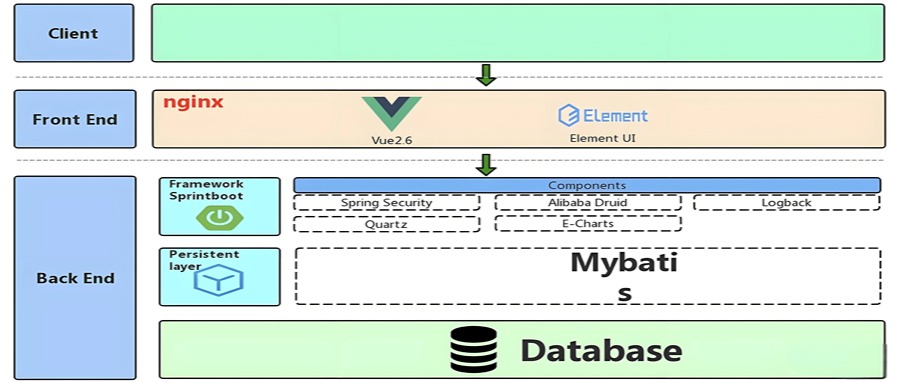 Client
nginx
Front End
Element
Vue2.6
Element UI
Framework
Sprintboot
Components
Spring Security
Alibaba Druid
Logback
Quartz
E-Charts
Persistent
layer
Back End
Mybati
s
Database